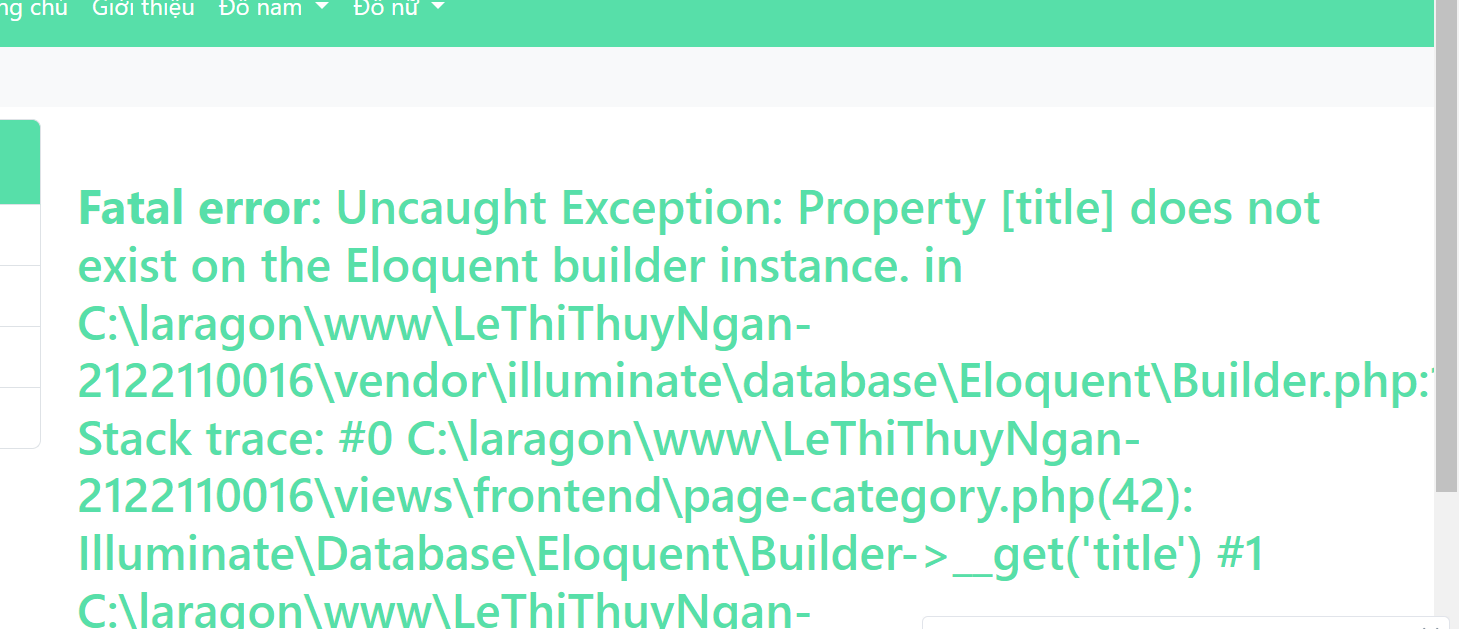 chủ Giới thiệu Đồ nam Đồ nữ
Fatal error: Uncaught Exception: Property [title] does not
exist on the Eloquent builder instance. in
C:\laragon\www\LeThiThuyNgan-
2122110016\vendor\illuminate\database\Eloquent\Builder.php:
Stack trace: #0 C:\laragon\www\LeThiThuyNgan-
2122110016\views\frontend\page-category.php(42):
Illuminate\Database\Eloquent\Builder->__get('title') #1
C:\laragon\www\LeThiThuyNgan-